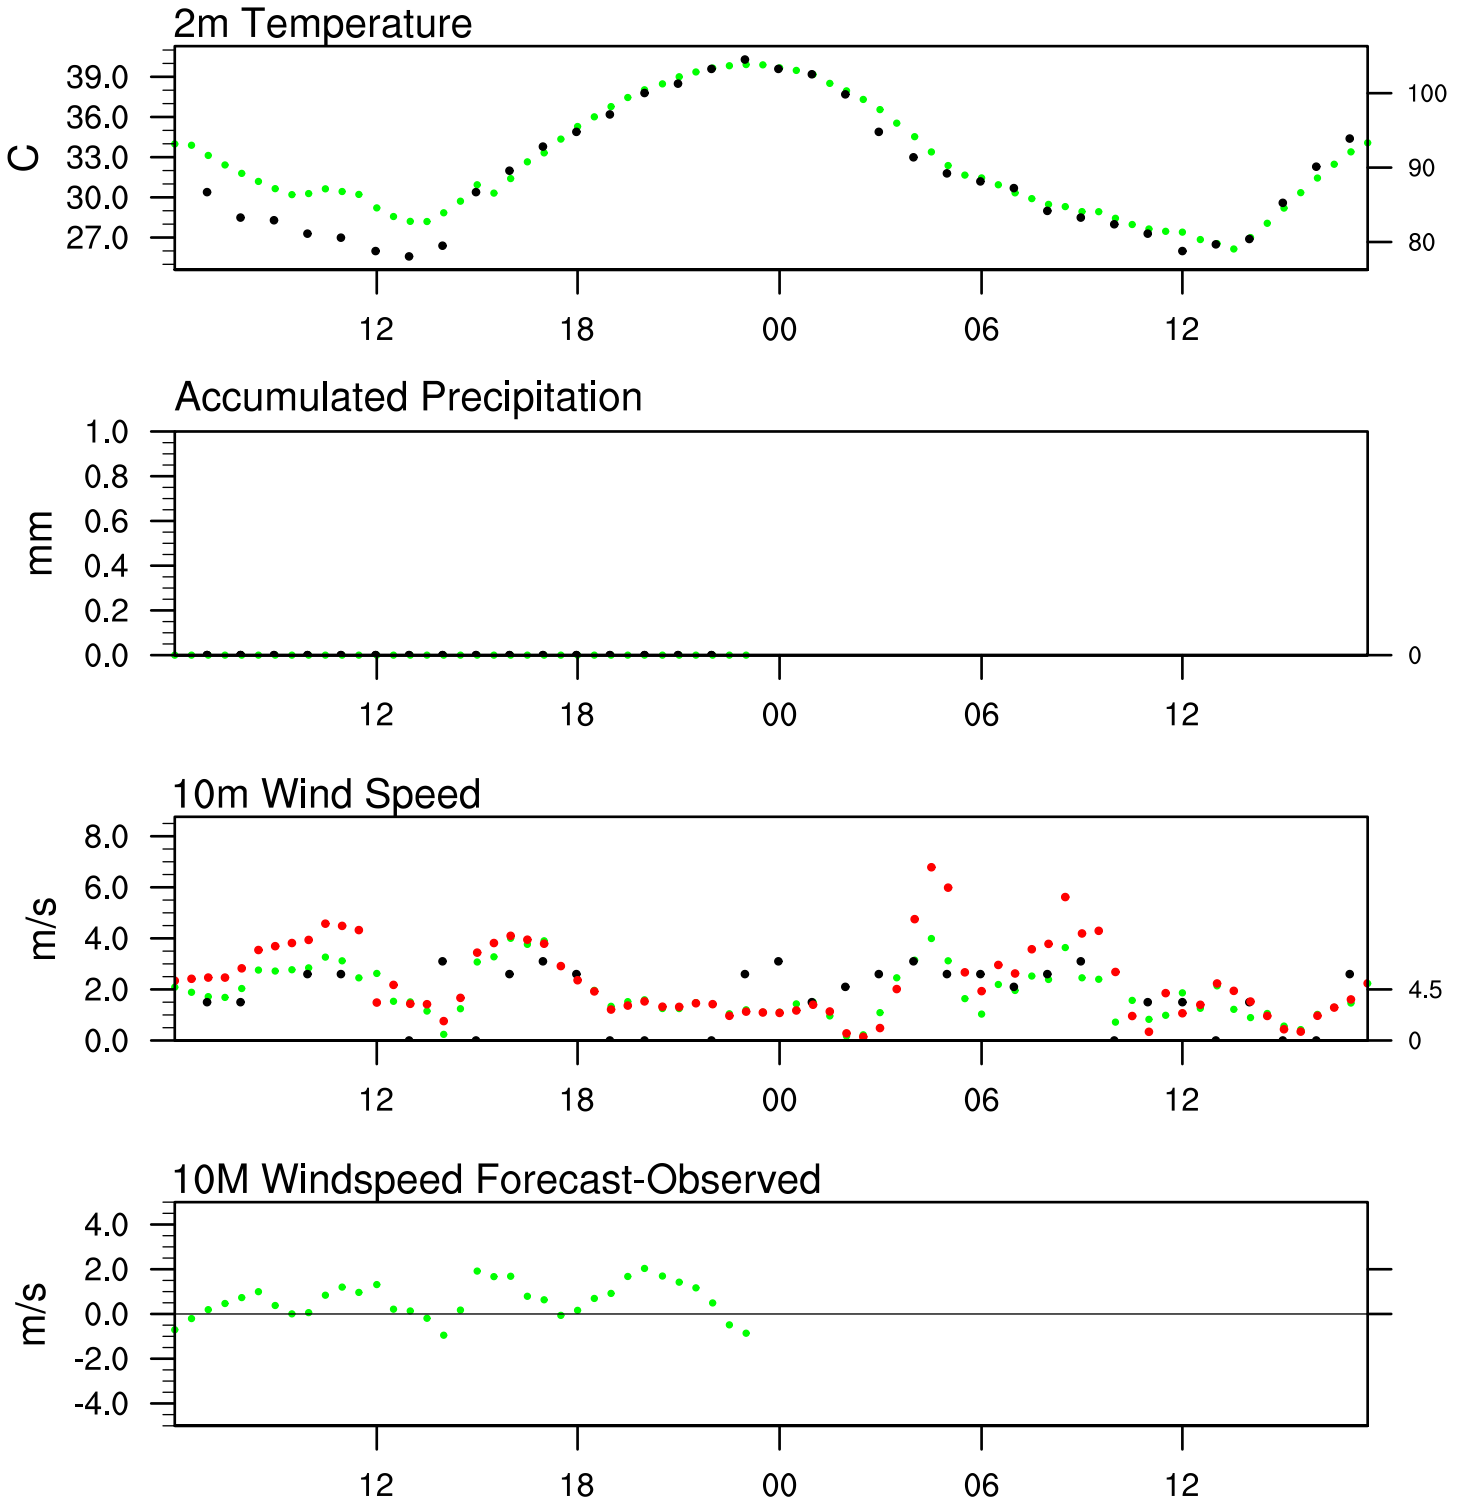 2m Temperature
39.0
36.0
33.0
30.0
27.0
C
100
90
80
12 18 00 06 12
Accumulated Precipitation
1.0
0.8
0.6
0.4
0.2
0.0
mm
0
12 18 00 06 12
10m Wind Speed
8.0
6.0
4.0
2.0
0.0
m/s
4.5
0
12 18 00 06 12
10M Windspeed Forecast-Observed
4.0
2.0
0.0
-2.0
-4.0
m/s
12 18 00 06 12